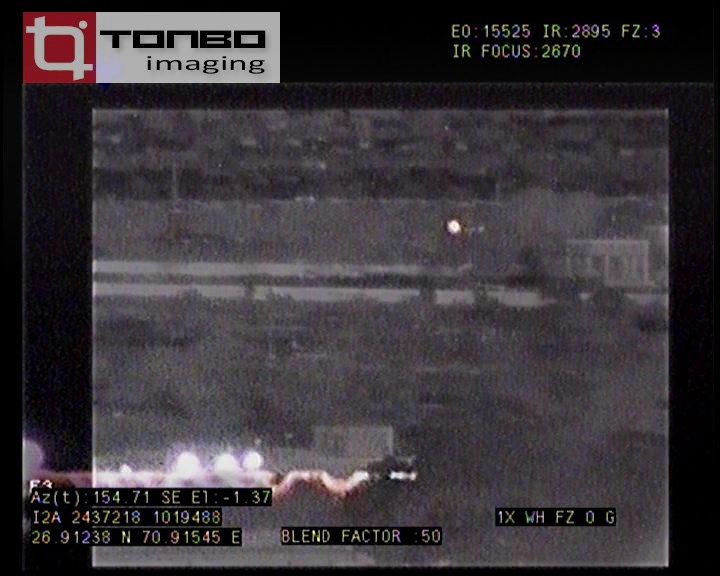 TONBO
imaging
EO:15525 IR:2895 FZ:3
IR FOCUS:2670
Az(t):154.71 SE El:-1.37
I2A 2437218 1019488
26.91238 N 70.91545 E
BLEND FACTOR :50
1X WH FZ O G